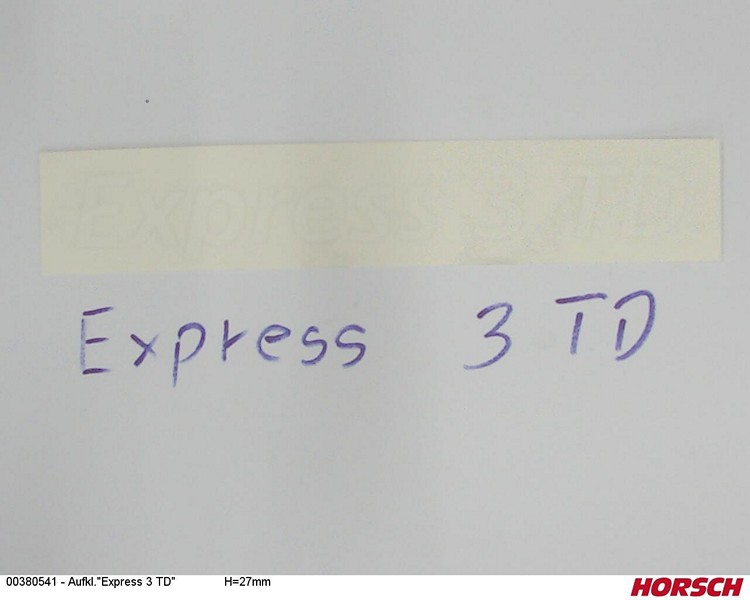 Express 3 TD
Express 3 TD
00380541 - Aufkl."Express 3 TD" H=27mm
HORSCH